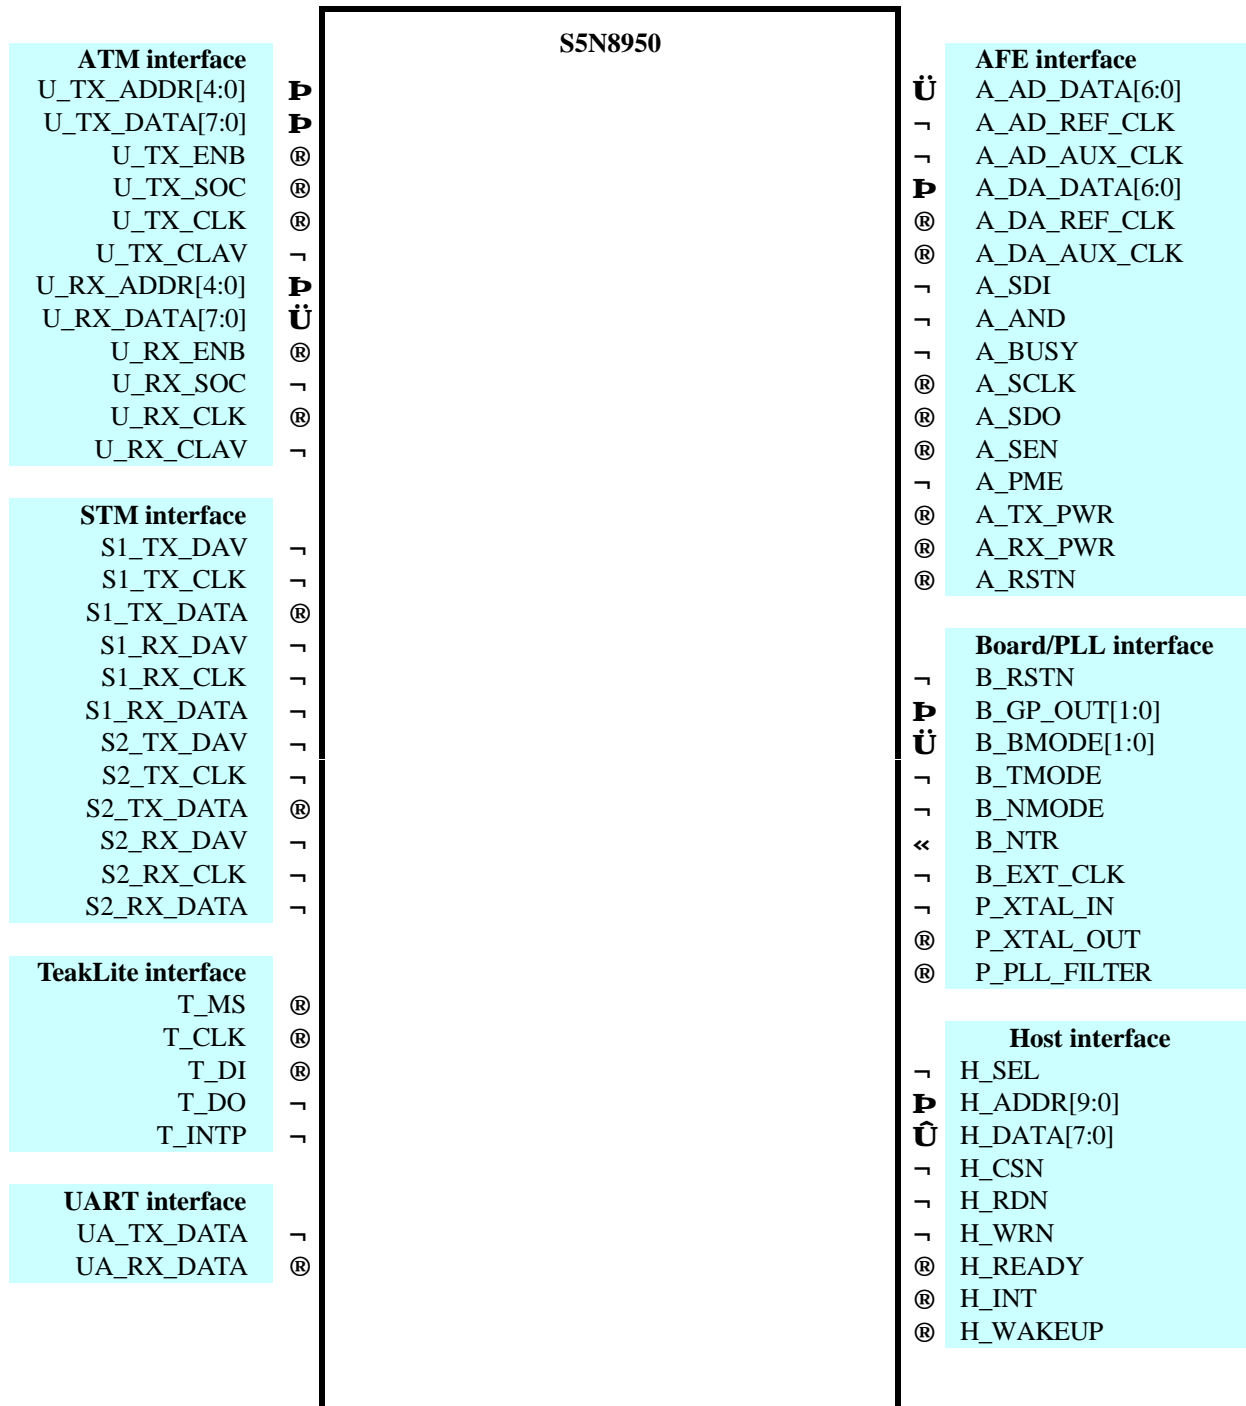 S5N8950
ATM interface
U_TX_ADDR[4:0] Þ
U_TX_DATA[7:0] Þ
U_TX_ENB ®
U_TX_SOC ®
U_TX_CLK ®
U_TX_CLAV ¬
U_RX_ADDR[4:0] Þ
U_RX_DATA[7:0] Ü
U_RX_ENB ®
U_RX_SOC ¬
U_RX_CLK ®
U_RX_CLAV ¬
STM interface
S1_TX_DAV ¬
S1_TX_CLK ¬
S1_TX_DATA ®
S1_RX_DAV ¬
S1_RX_CLK ¬
S1_RX_DATA ¬
S2_TX_DAV ¬
S2_TX_CLK ¬
S2_TX_DATA ®
S2_RX_DAV ¬
S2_RX_CLK ¬
S2_RX_DATA ¬
TeakLite interface
T_MS ®
T_CLK ®
T_DI ®
T_DO ¬
T_INTP ¬
UART interface
UA_TX_DATA ¬
UA_RX_DATA ®
AFE interface
Ü A_AD_DATA[6:0]
¬ A_AD_REF_CLK
¬ A_AD_AUX_CLK
Þ A_DA_DATA[6:0]
® A_DA_REF_CLK
® A_DA_AUX_CLK
¬ A_SDI
¬ A_AND
¬ A_BUSY
® A_SCLK
® A_SDO
® A_SEN
¬ A_PME
® A_TX_PWR
® A_RX_PWR
® A_RSTN
Board/PLL interface
¬ B_RSTN
Þ B_GP_OUT[1:0]
Ü B_BMODE[1:0]
¬ B_TMODE
¬ B_NMODE
« B_NTR
¬ B_EXT_CLK
¬ P_XTAL_IN
® P_XTAL_OUT
® P_PLL_FILTER
Host interface
¬ H_SEL
Þ H_ADDR[9:0]
Û H_DATA[7:0]
¬ H_CSN
¬ H_RDN
¬ H_WRN
® H_READY
® H_INT
® H_WAKEUP